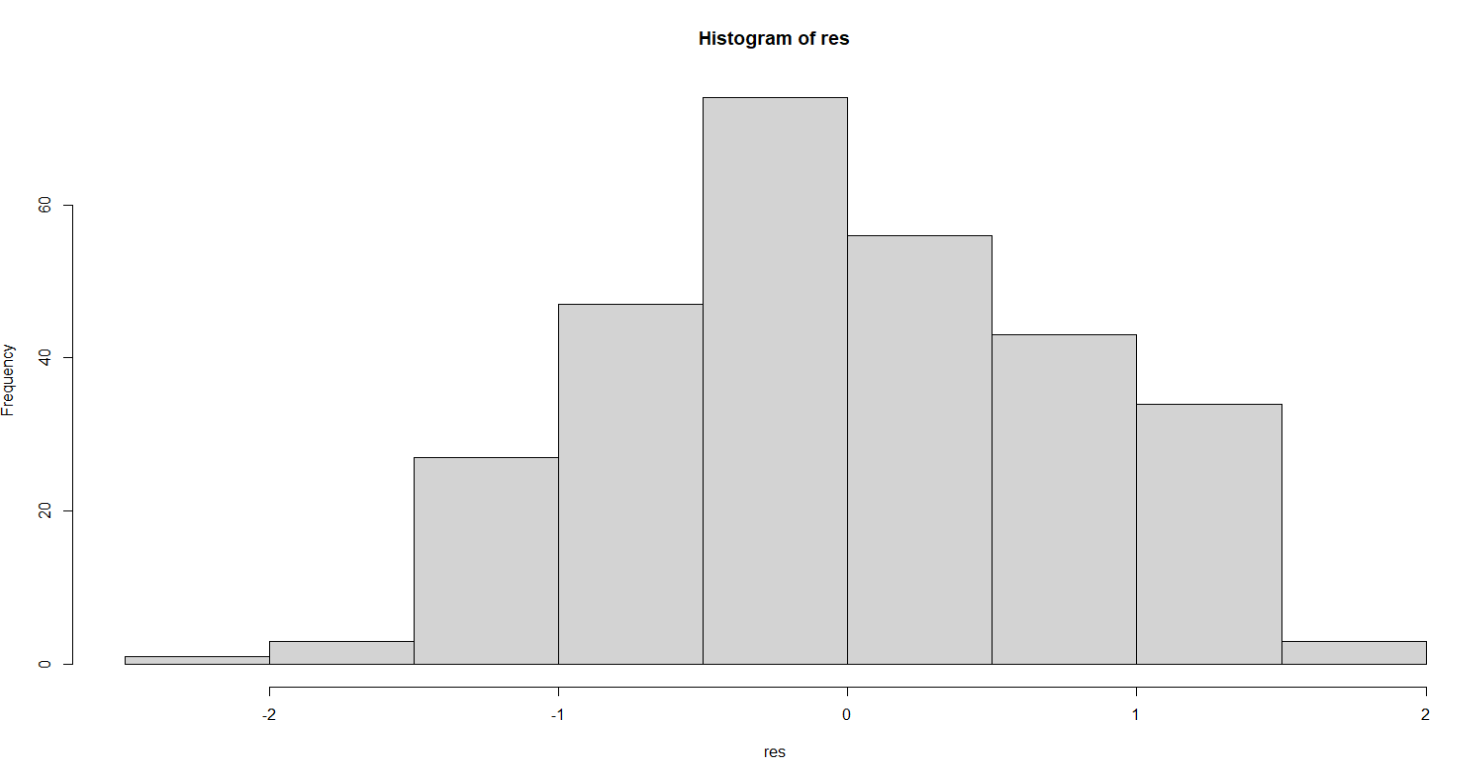 Histogram of res
Frequency
60
40
20
0
-2 -1 0 1 2
res